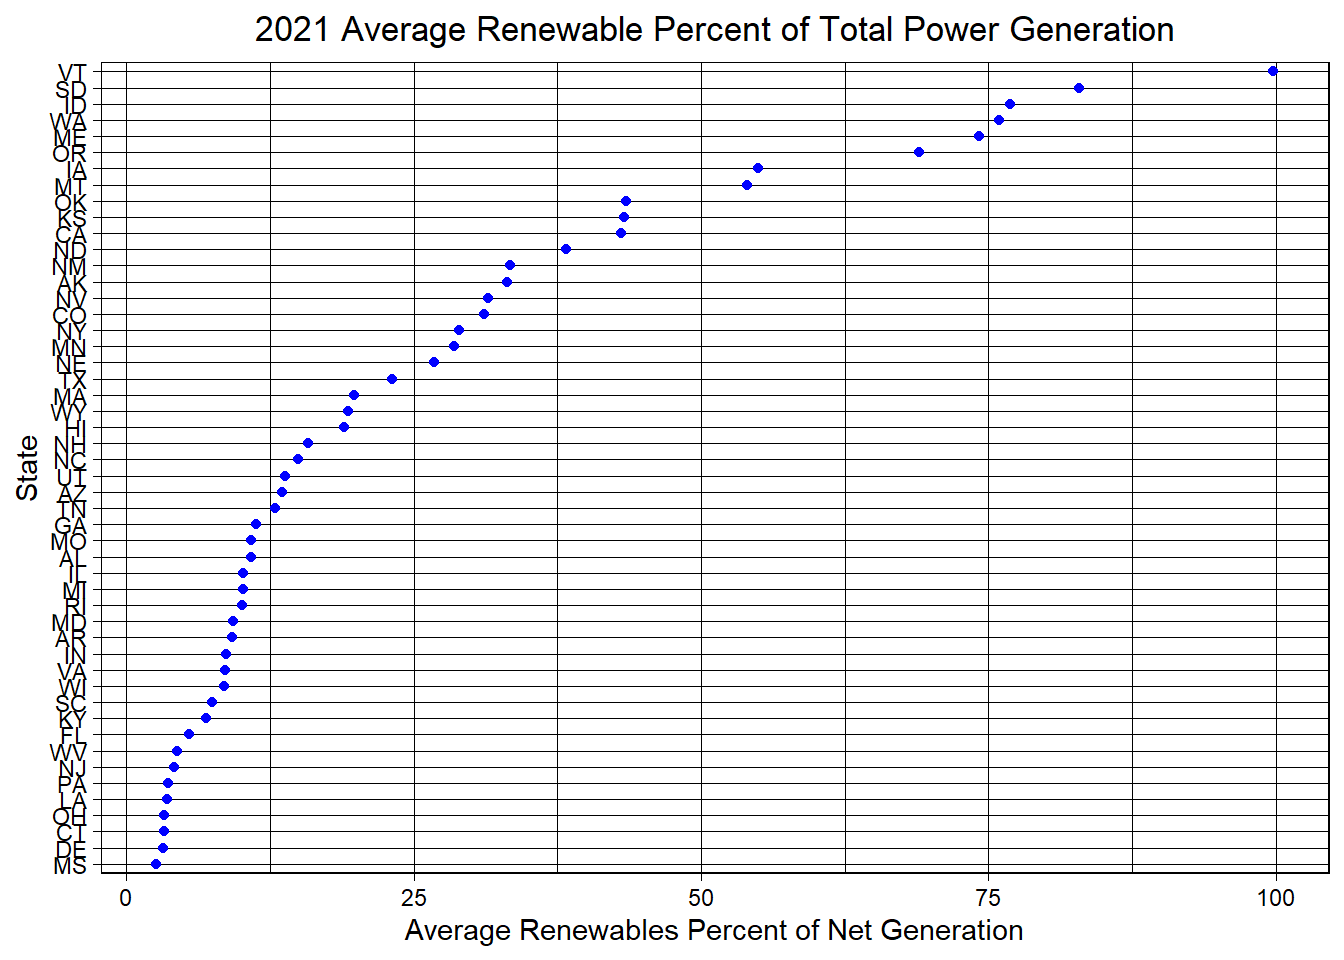 2021 Average Renewable Percent of Total Power Generation
VT
SD
ID
WA
ME
OR
IA
MT
OK
KS
CA
ND
NM
AK
NV
CO
NY
MN
NE
TX
MA
WY
HI
NH
NC
UT
AZ
TN
GA
MO
AL
IL
MI
RI
MD
AR
IN
VA
WI
SC
KY
FL
WV
NJ
PA
LA
OH
CT
DE
MS
State
0 25 50 75 100
Average Renewables Percent of Net Generation